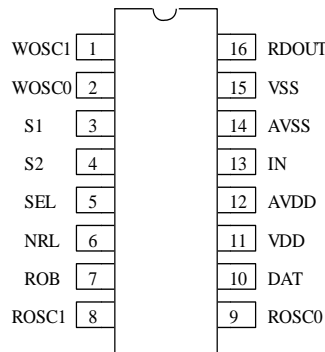 WOSC1 1 16 RDOUT
WOSC0 2 15 VSS
S1 3 14 AVSS
S2 4 13 IN
SEL 5 12 AVDD
NRL 6 11 VDD
ROB 7 10 DAT
ROSC1 8 9 ROSC0